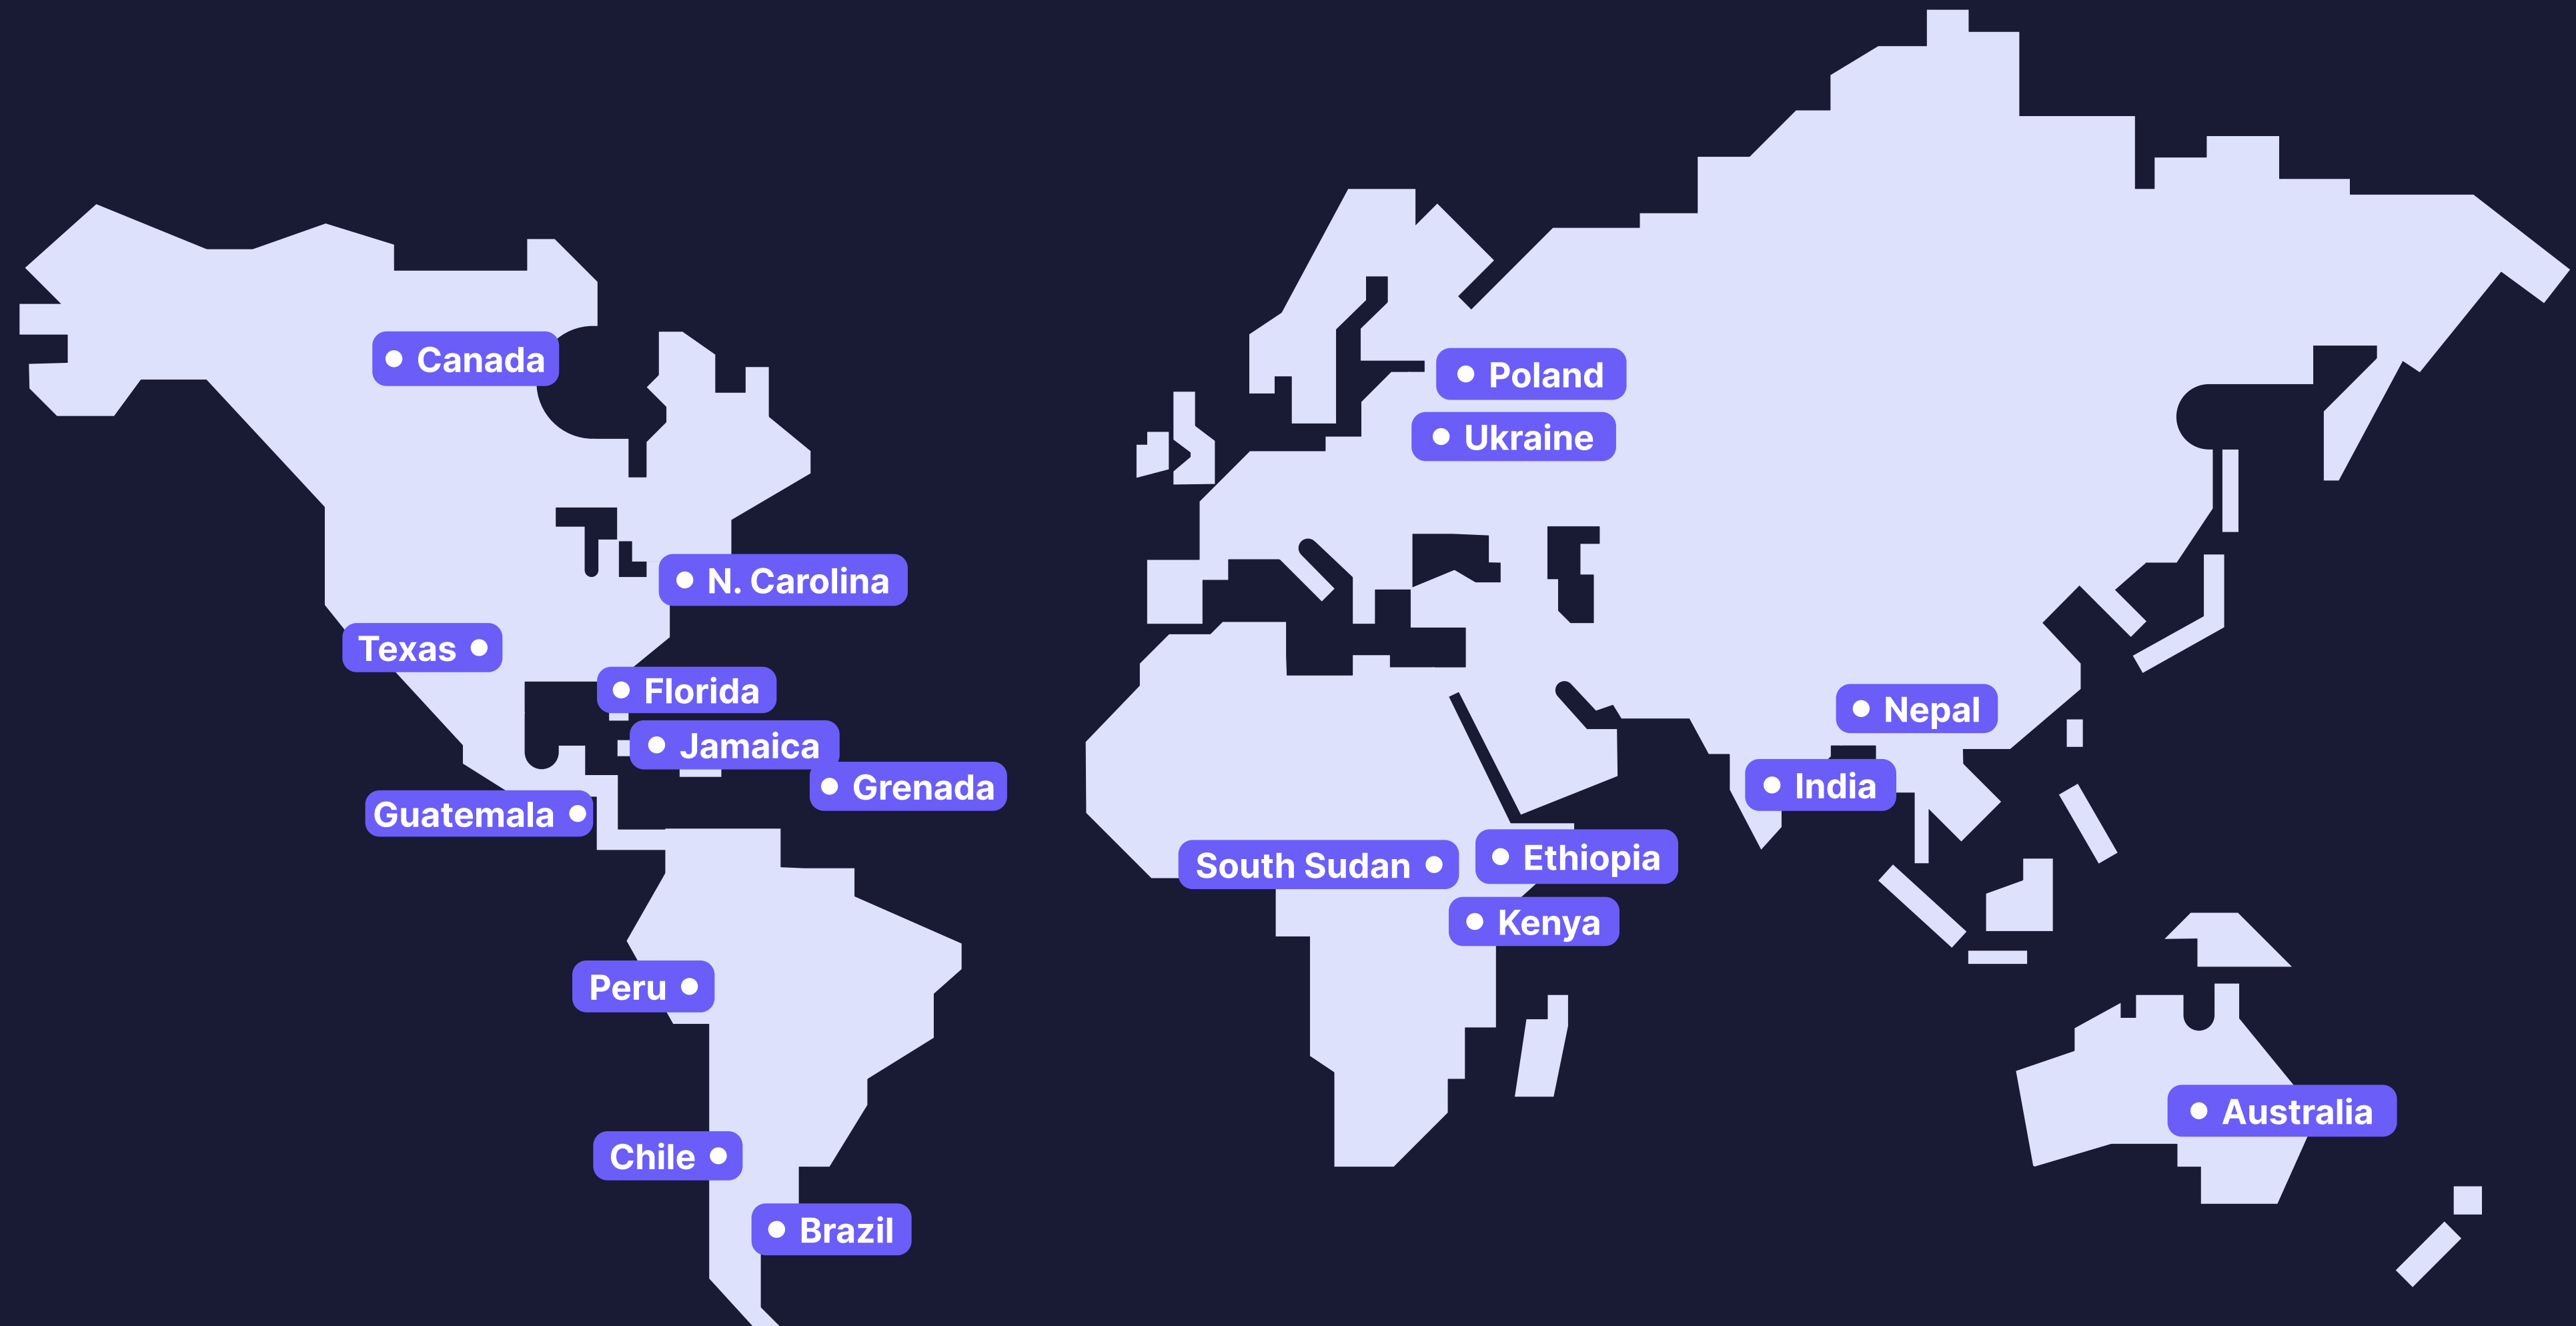 Canada
Poland
Ukraine
N. Carolina
Texas
Florida
Nepal
Jamaica
India
Grenada
Guatemala
Ethiopia
South Sudan
Kenya
Peru
Australia
Chile
Brazil